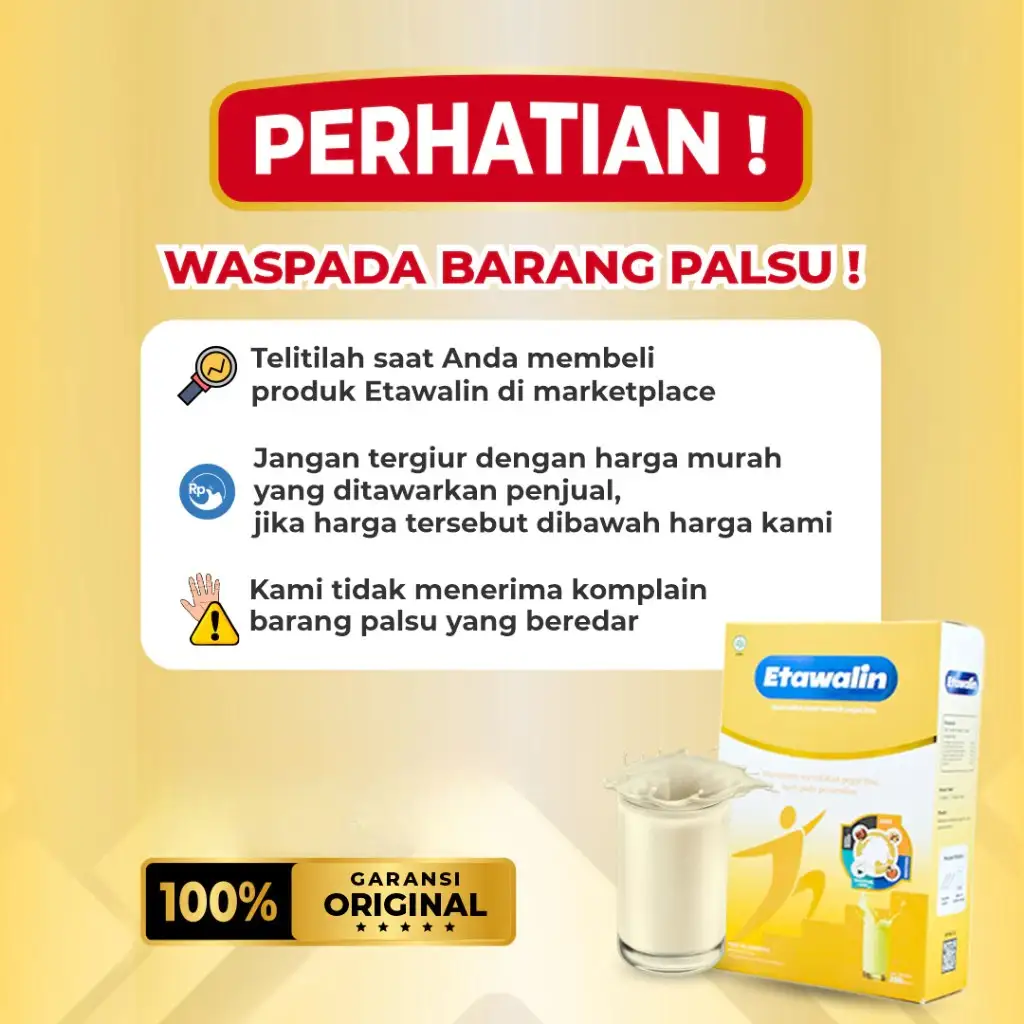 PERHATIAN !
WASPADA BARANG PALSU !
Telitilah saat Anda membeli
produk Etawalin di marketplace
Rp
Jangan tergiur dengan harga murah
yang ditawarkan penjual,
jika harga tersebut dibawah harga kami
Kami tidak menerima komplain
barang palsu yang beredar
Etawalin
Etawalin
100%
GARANSI
ORIGINAL